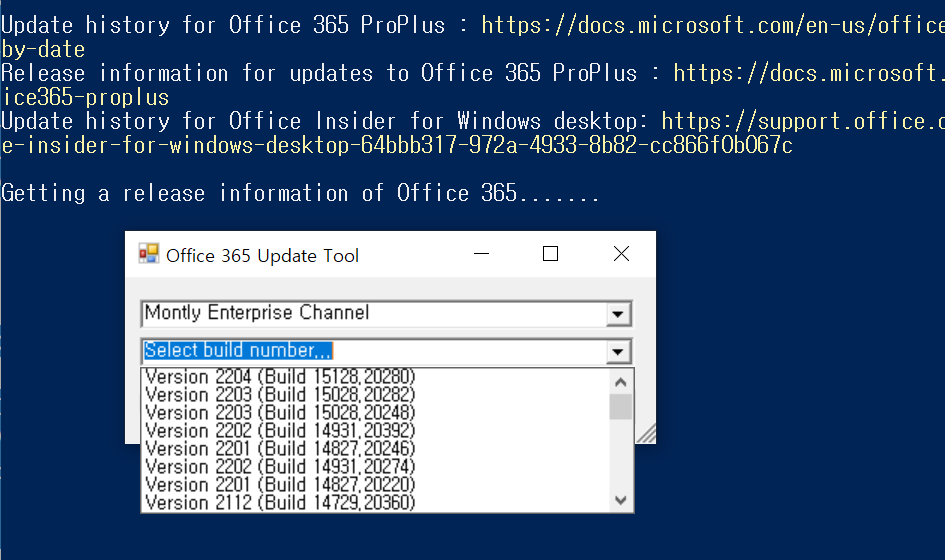 Update history for Office 365 ProPlus : https://docs.microsoft.com/en-us/office
by-date
Release information for updates to Office 365 ProPlus : https://docs.microsoft.
ice365-proplus
Update history for Office Insider for Windows desktop: https://support.office.c
e-insider-for-windows-desktop-64bbb317-972a-4933-8b82-cc866f0b067c
Getting a release information of Office 365.......
Office 365 Update Tool
Montly Enterprise Channel
Select build number...
Version 2204 (Build 15128.20280)
Version 2203 (Build 15028.20282)
Version 2203 (Build 15028.20248)
Version 2202 (Build 14931.20392)
Version 2201 (Build 14827.20246)
Version 2202 (Build 14931.20274)
Version 2201 (Build 14827.20220)
Version 2112 (Build 14729.20360)